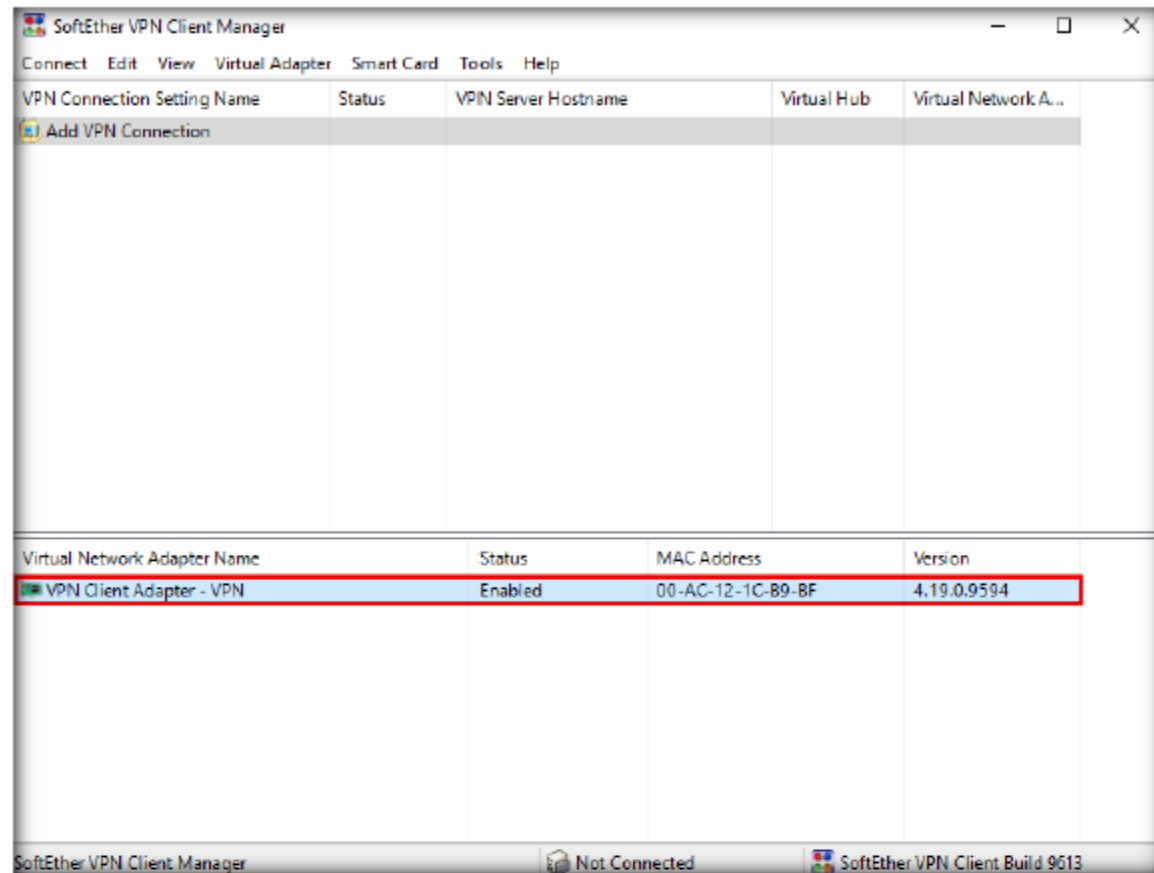 SoftEther VPN Client Manager
Connect Edit View Virtual Adapter Smart Card Tools Help
VPN Connection Setting Name Status VPN Server Hostname Virtual Hub Virtual Network A...
Add VPN Connection
Virtual Network Adapter Name Status MAC Address Version
VPN Client Adapter - VPN Enabled 00-AC-12-1C-B9-BF 4.19.0.9594
SoftEther VPN Client Manager Not Connected SoftEther VPN Client Build 9613